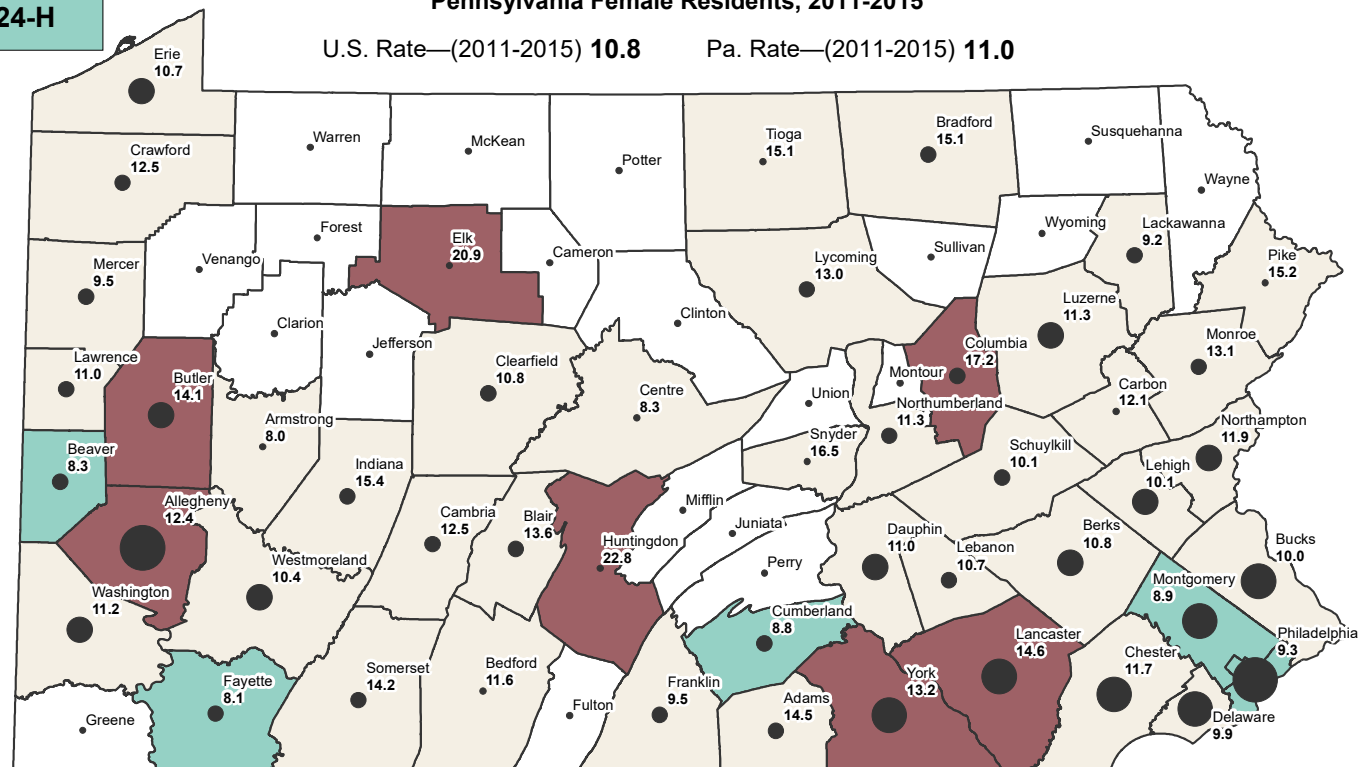 24-H
Pennsylvania Female Residents, 2011-2015
U.S. Rate—(2011-2015) 10.8
Pa. Rate—(2011-2015) 11.0
Erie
10.7
Warren
McKean
Potter
Tioga
15.1
Bradford
15.1
Susquehanna
Wayne
Crawford
12.5
Forest
Elk
20.9
Cameron
Wyoming
Lackawanna
9.2
Venango
Mercer
9.5
Lycoming
13.0
Sullivan
Pike
15.2
Clarion
Clinton
Luzerne
11.3
Jefferson
Columbia
17.2
Monroe
13.1
Lawrence
11.0
Butler
14.1
Clearfield
10.8
Centre
8.3
Union
Montour
Carbon
12.1
Northumberland
11.3
Armstrong
8.0
Northampton
11.9
Beaver
8.3
Snyder
16.5
Schuylkill
10.1
Indiana
15.4
Lehigh
10.1
Allegheny
12.4
Mifflin
Cambria
12.5
Blair
13.6
Juniata
Huntingdon
22.8
Dauphin
11.0
Lebanon
10.7
Berks
10.8
Bucks
10.0
Westmoreland
10.4
Perry
Washington
11.2
Montgomery
8.9
Cumberland
8.8
Lancaster
14.6
Philadelphia
9.3
Somerset
14.2
Bedford
11.6
Chester
11.7
York
13.2
Fayette
8.1
Franklin
9.5
Adams
14.5
Fulton
Greene
Delaware
9.9